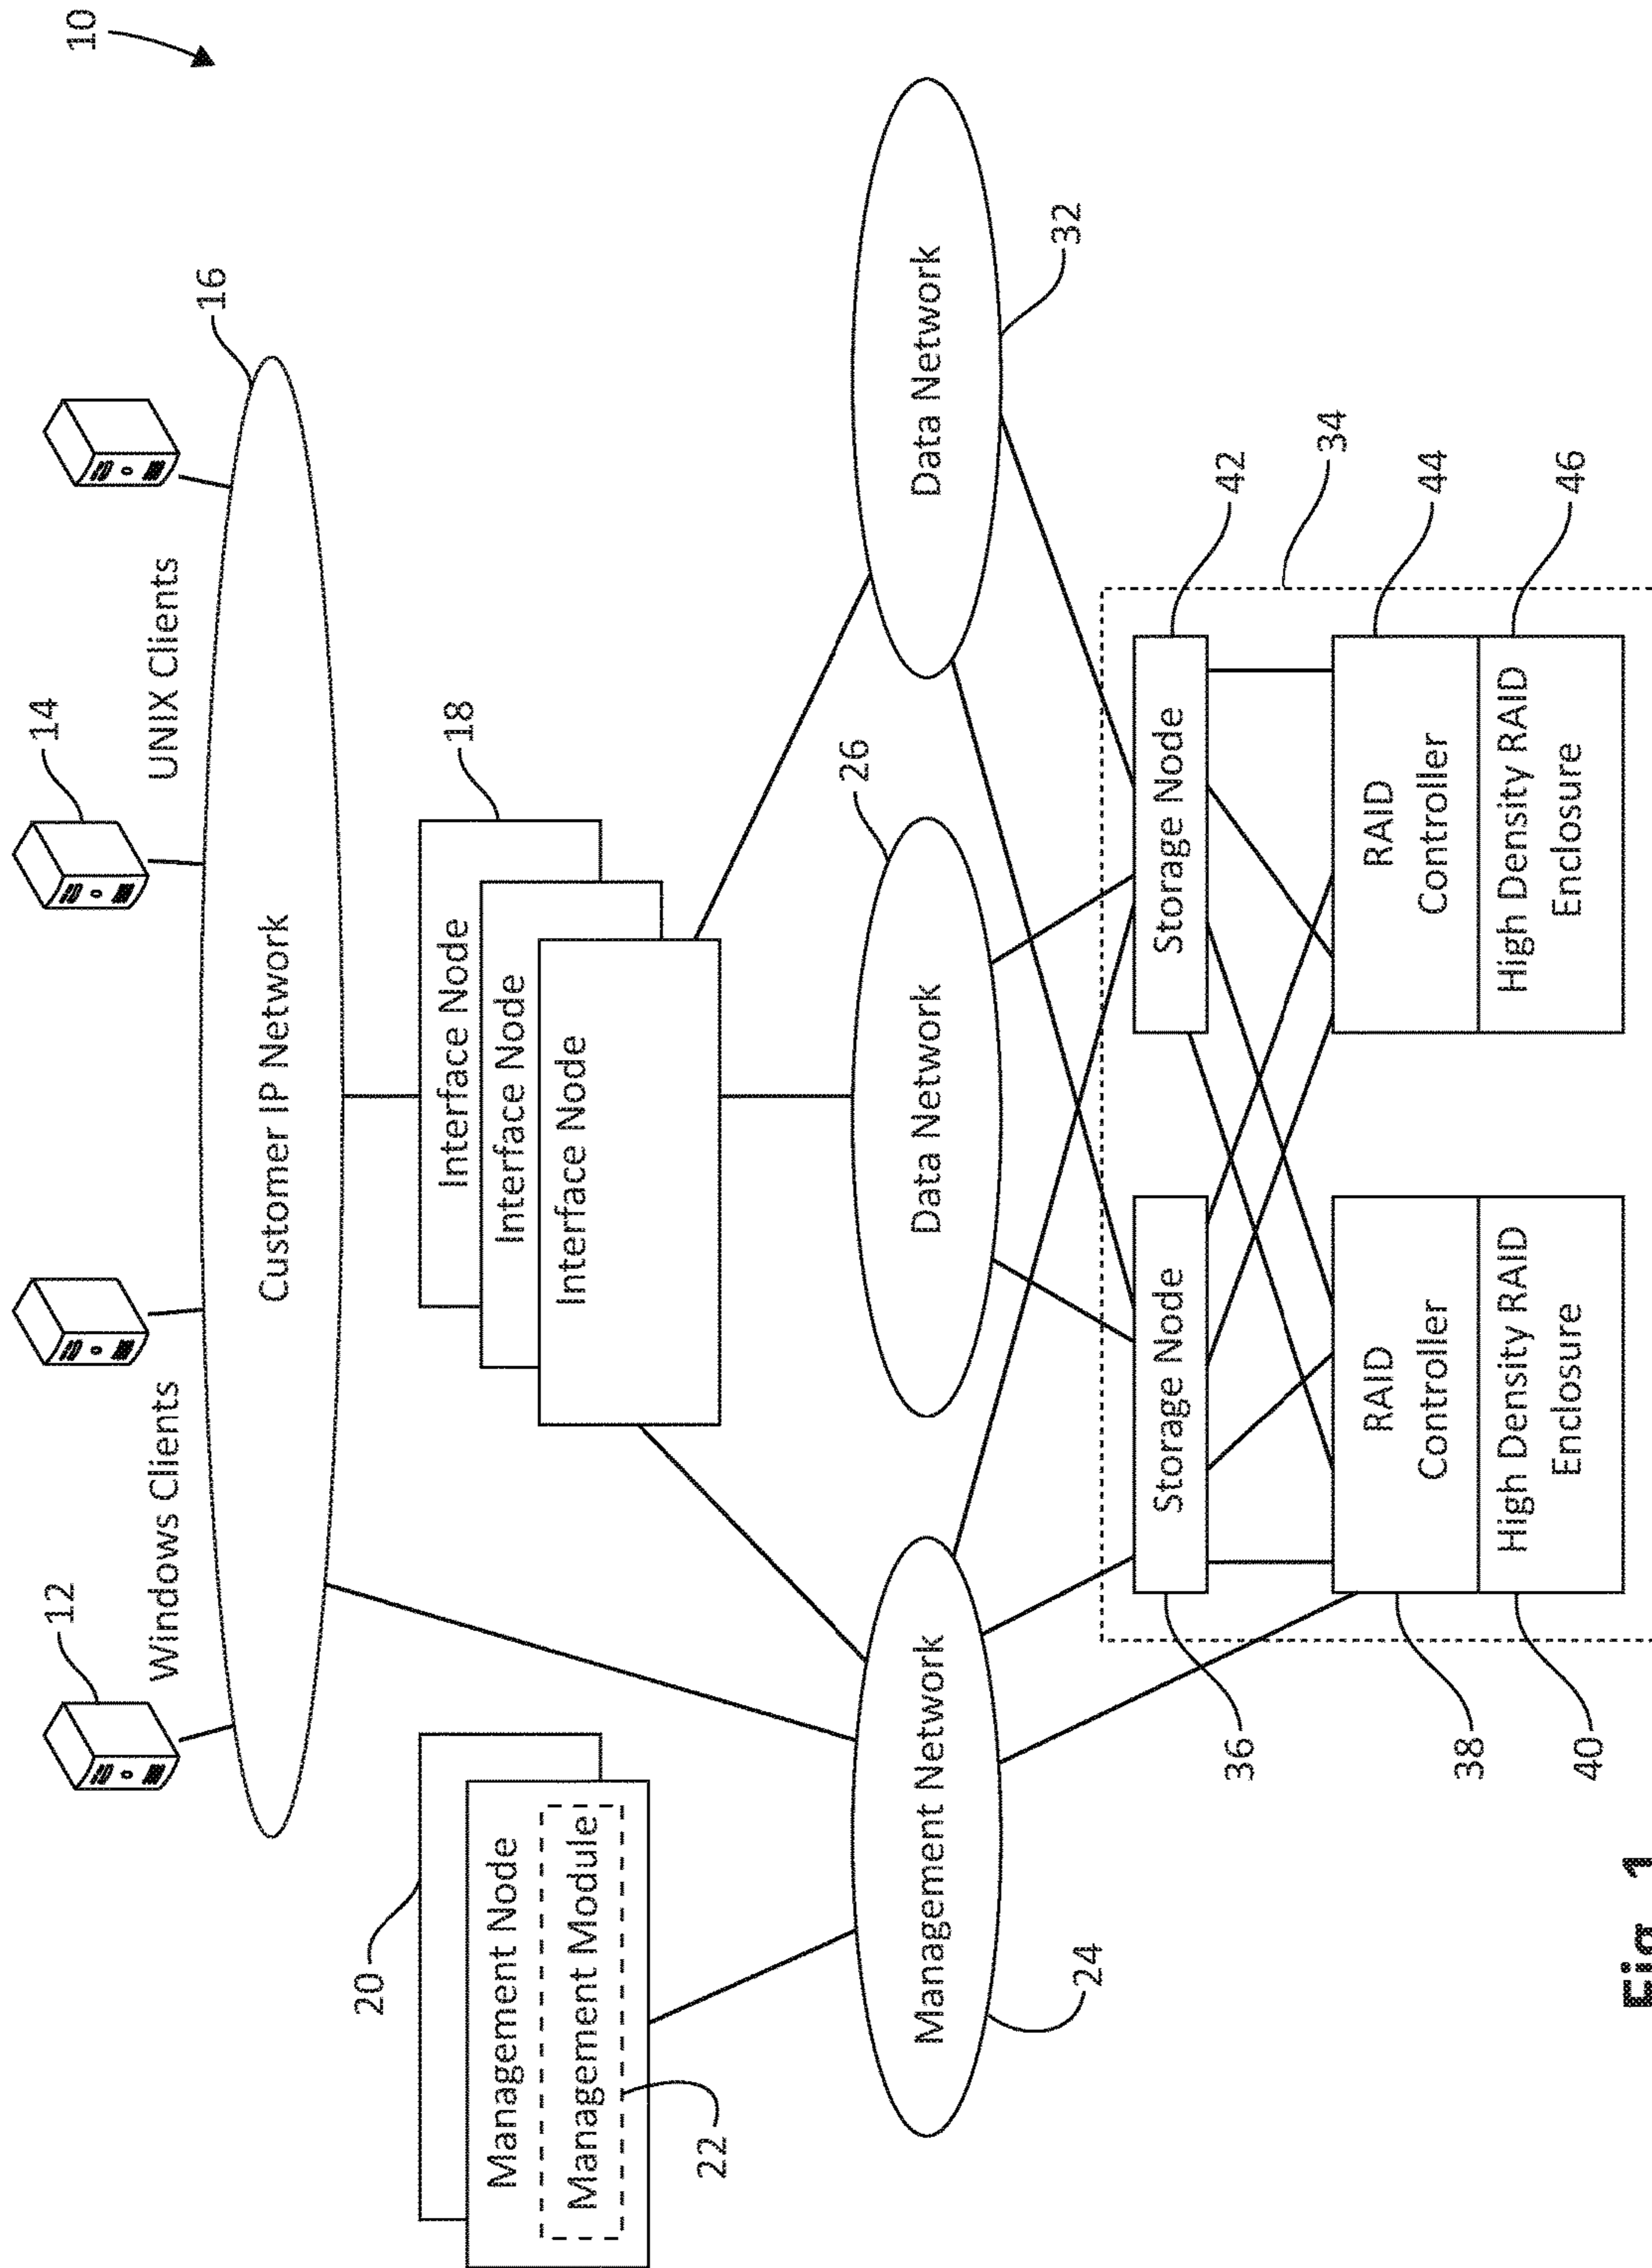 10
12
14
Windows Clients
UNIX Clients
16
Customer IP Network
20
18
Management Node
Management Module
22
Interface Node
Interface Node
Interface Node
26
Management Network
Data Network
Data Network
24
32
34
36
Storage Node
Storage Node
42
38
RAID
Controller
RAID
Controller
44
40
High Density RAID
Enclosure
High Density RAID
Enclosure
46
Fig. 1